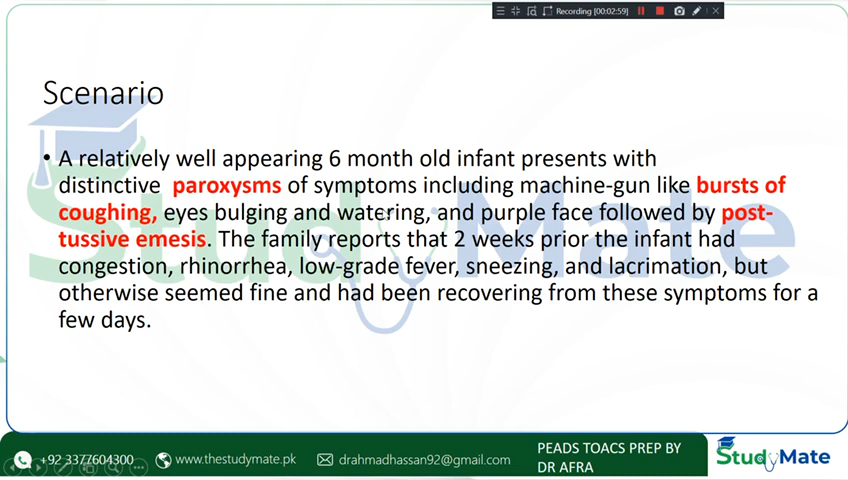 Recording [00:02:59]
Scenario
• A relatively well appearing 6 month old infant presents with
distinctive paroxysms of symptoms including machine-gun like bursts of
coughing, eyes bulging and watering, and purple face followed by post-
tussive emesis. The family reports that 2 weeks prior the infant had
congestion, rhinorrhea, low-grade fever, sneezing, and lacrimation, but
otherwise seemed fine and had been recovering from these symptoms for a
few days.
StudyMate
+92 3377604300 www.thestudymate.pk drahmadhassan92@gmail.com
PEADS TOACS PREP BY
DR AFRA
StudyMate